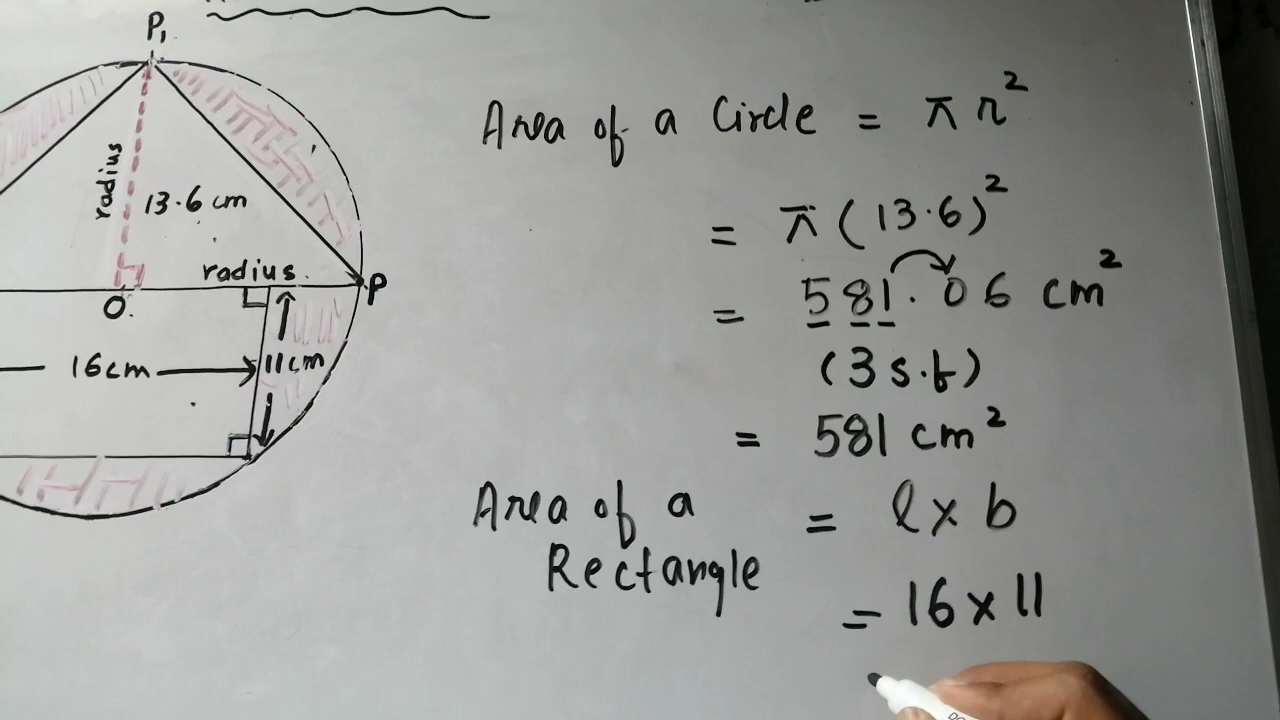 P₁
radius
13.6 cm
radius.
O.
P
16cm
11cm
Area of a Circle = πr²
= π(13.6)²
= 581.06 cm²
(3 s.f)
= 581 cm²
Area of a Rectangle = l x b
= 16 x 11